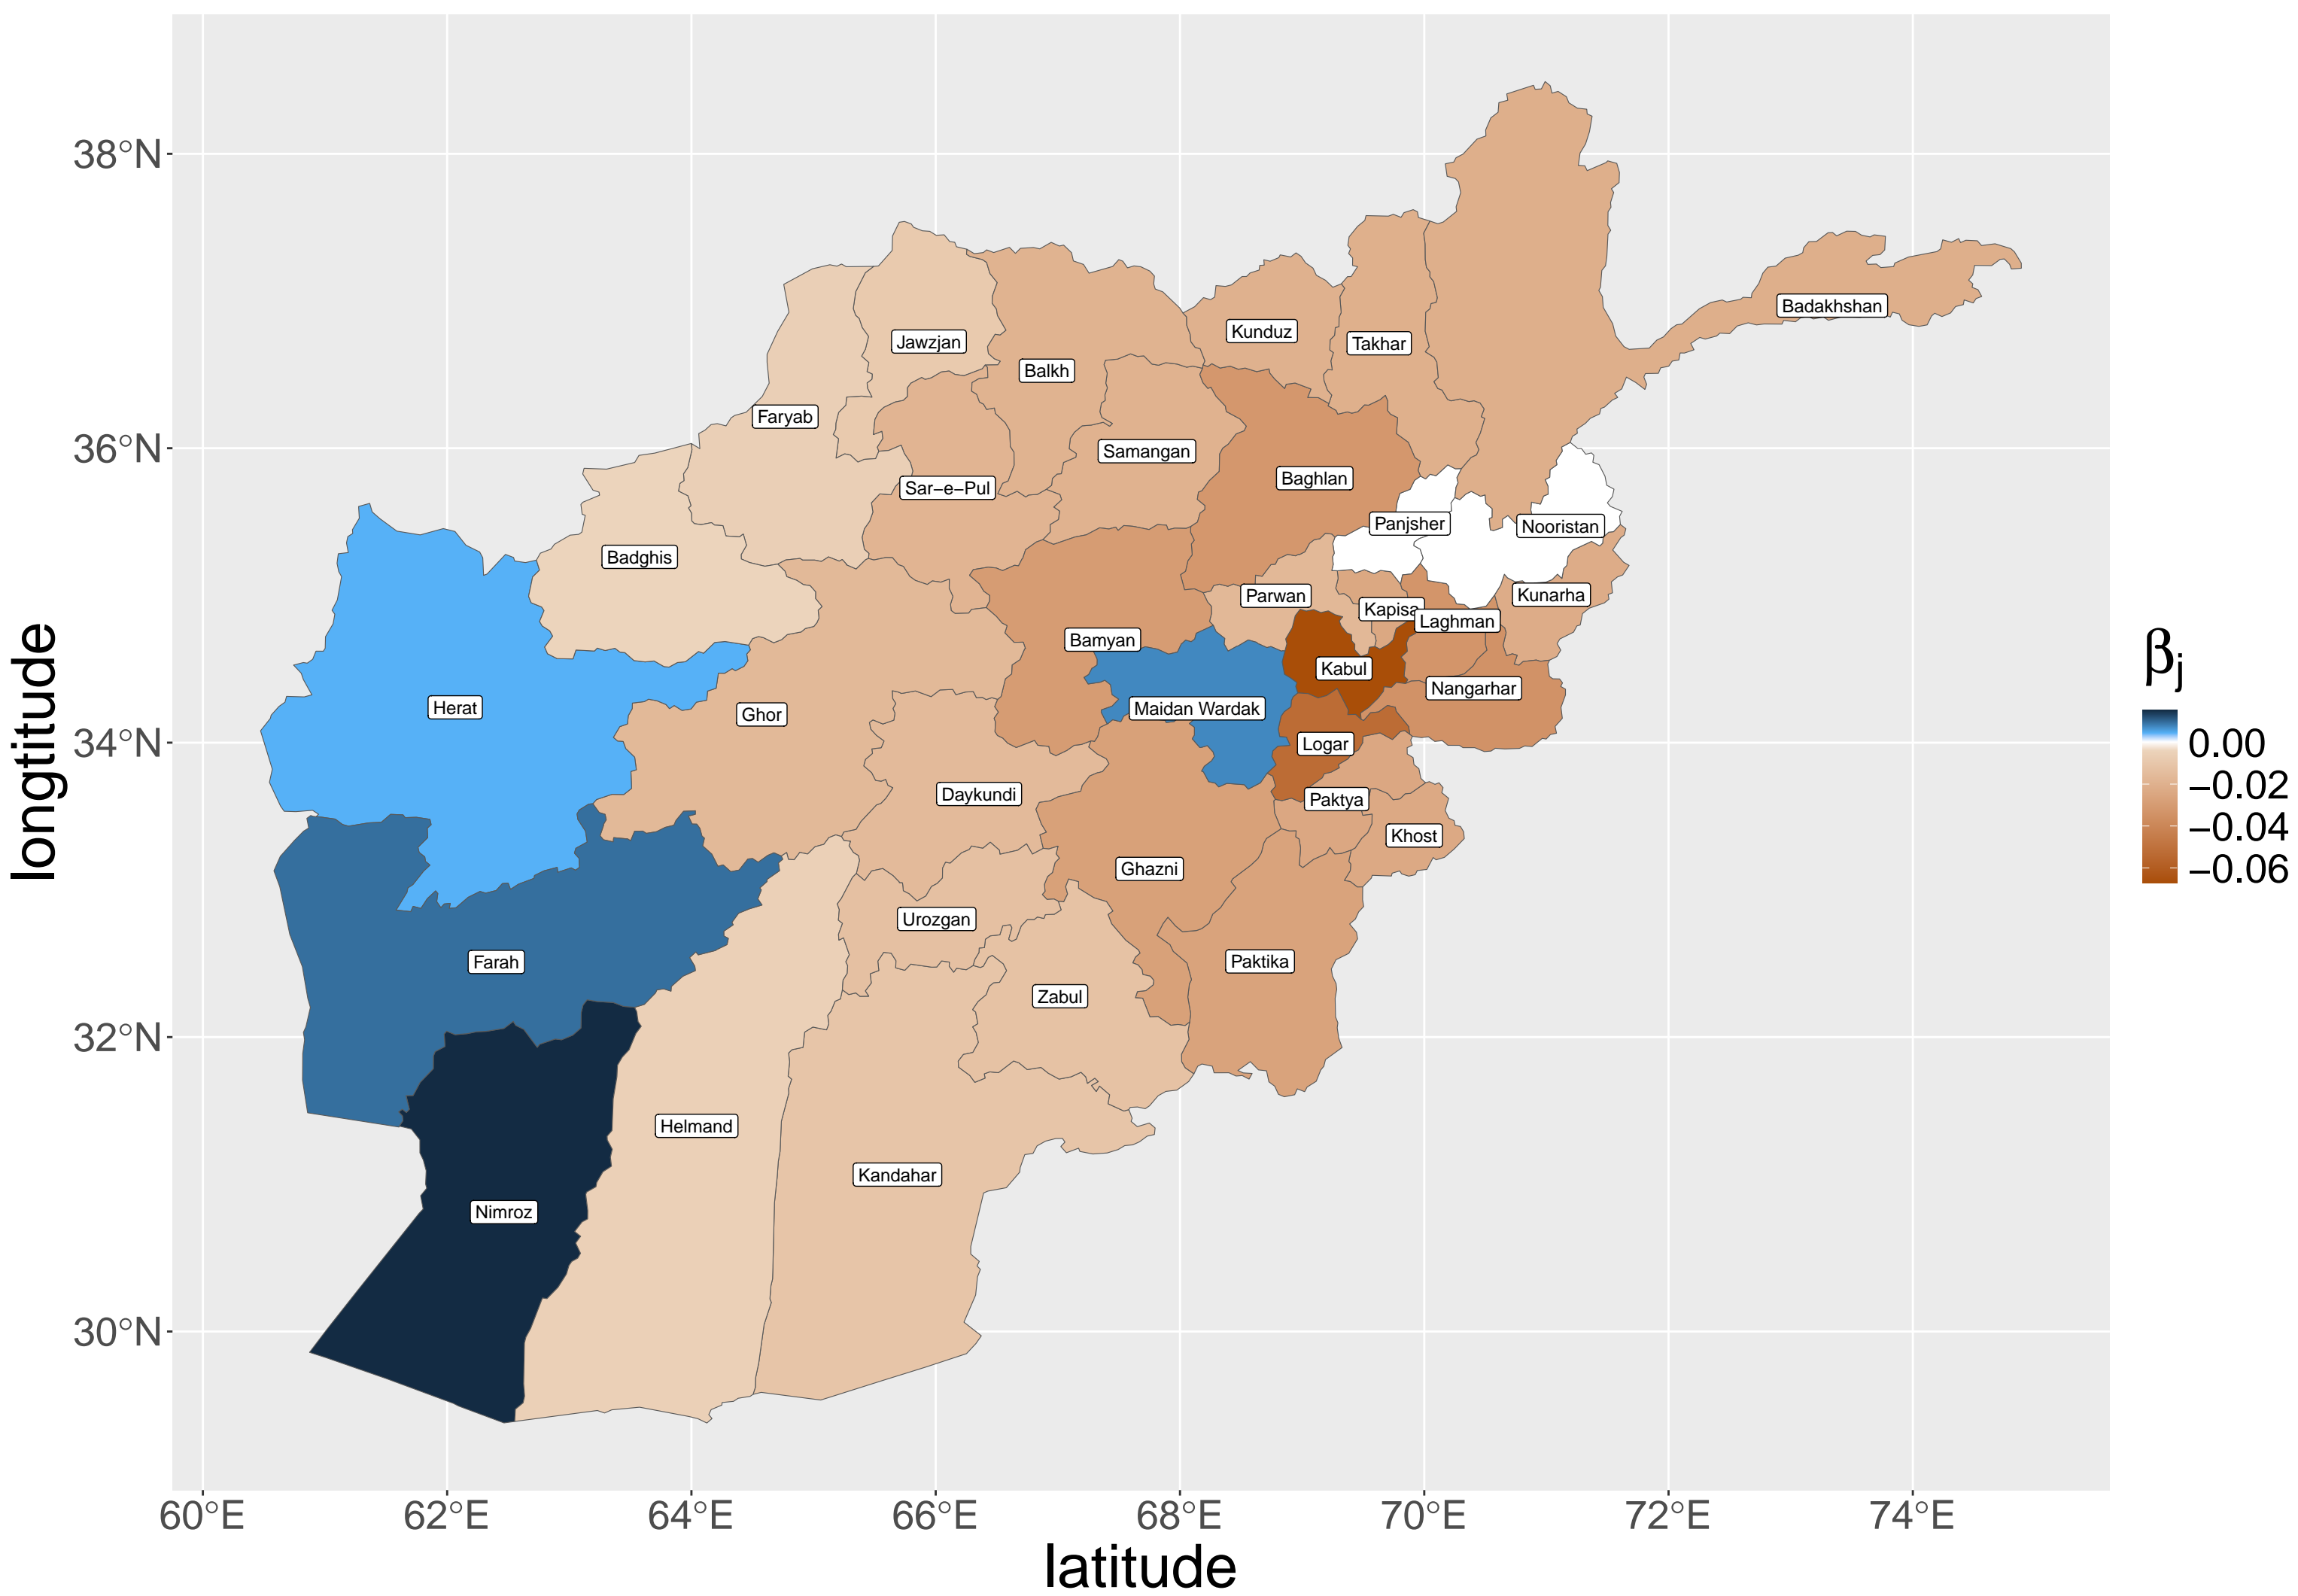 38°N
36°N
34°N
32°N
30°N
longtitude
Jawzjan
Balkh
Kunduz
Takhar
Badakhshan
Faryab
Samangan
Sar−e−Pul
Baghlan
Panjsher
Nooristan
Badghis
Parwan
Kapisa
Kunarha
Laghman
Bamyan
Kabul
Nangarhar
Herat
Ghor
Maidan Wardak
Logar
Daykundi
Paktya
Khost
Ghazni
Urozgan
Farah
Paktika
Zabul
Helmand
Kandahar
Nimroz
βj
0.00
−0.02
−0.04
−0.06
60°E 62°E 64°E 66°E 68°E 70°E 72°E 74°E
latitude